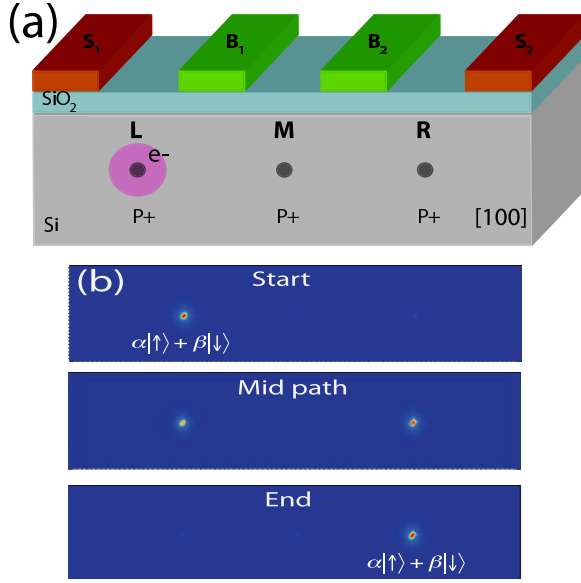 (a)
S₁ B₁ B₂ S₂
SiO₂
L M R
e-
P+ P+ P+
Si [100]
(b)
Start
α|↑⟩ + β|↓⟩
Mid path
End
α|↑⟩ + β|↓⟩